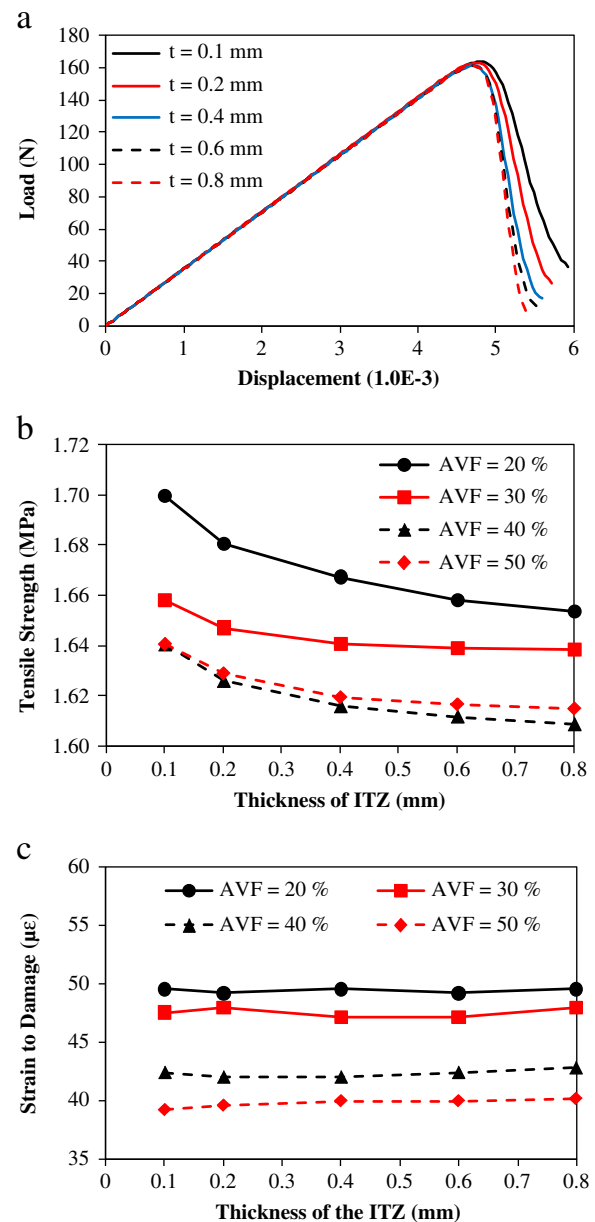 a
180
160
140
120
100
80
60
40
20
0
Load (N)
t = 0.1 mm
t = 0.2 mm
t = 0.4 mm
t = 0.6 mm
t = 0.8 mm
0 1 2 3 4 5 6
Displacement (1.0E-3)
b
1.72
1.70
1.68
1.66
1.64
1.62
1.60
Tensile Strength (MPa)
AVF = 20 %
AVF = 30 %
AVF = 40 %
AVF = 50 %
0 0.1 0.2 0.3 0.4 0.5 0.6 0.7 0.8
Thickness of ITZ (mm)
c
60
55
50
45
40
35
Strain to Damage (µε)
AVF = 20 % AVF = 30 %
AVF = 40 % AVF = 50 %
0 0.1 0.2 0.3 0.4 0.5 0.6 0.7 0.8
Thickness of the ITZ (mm)